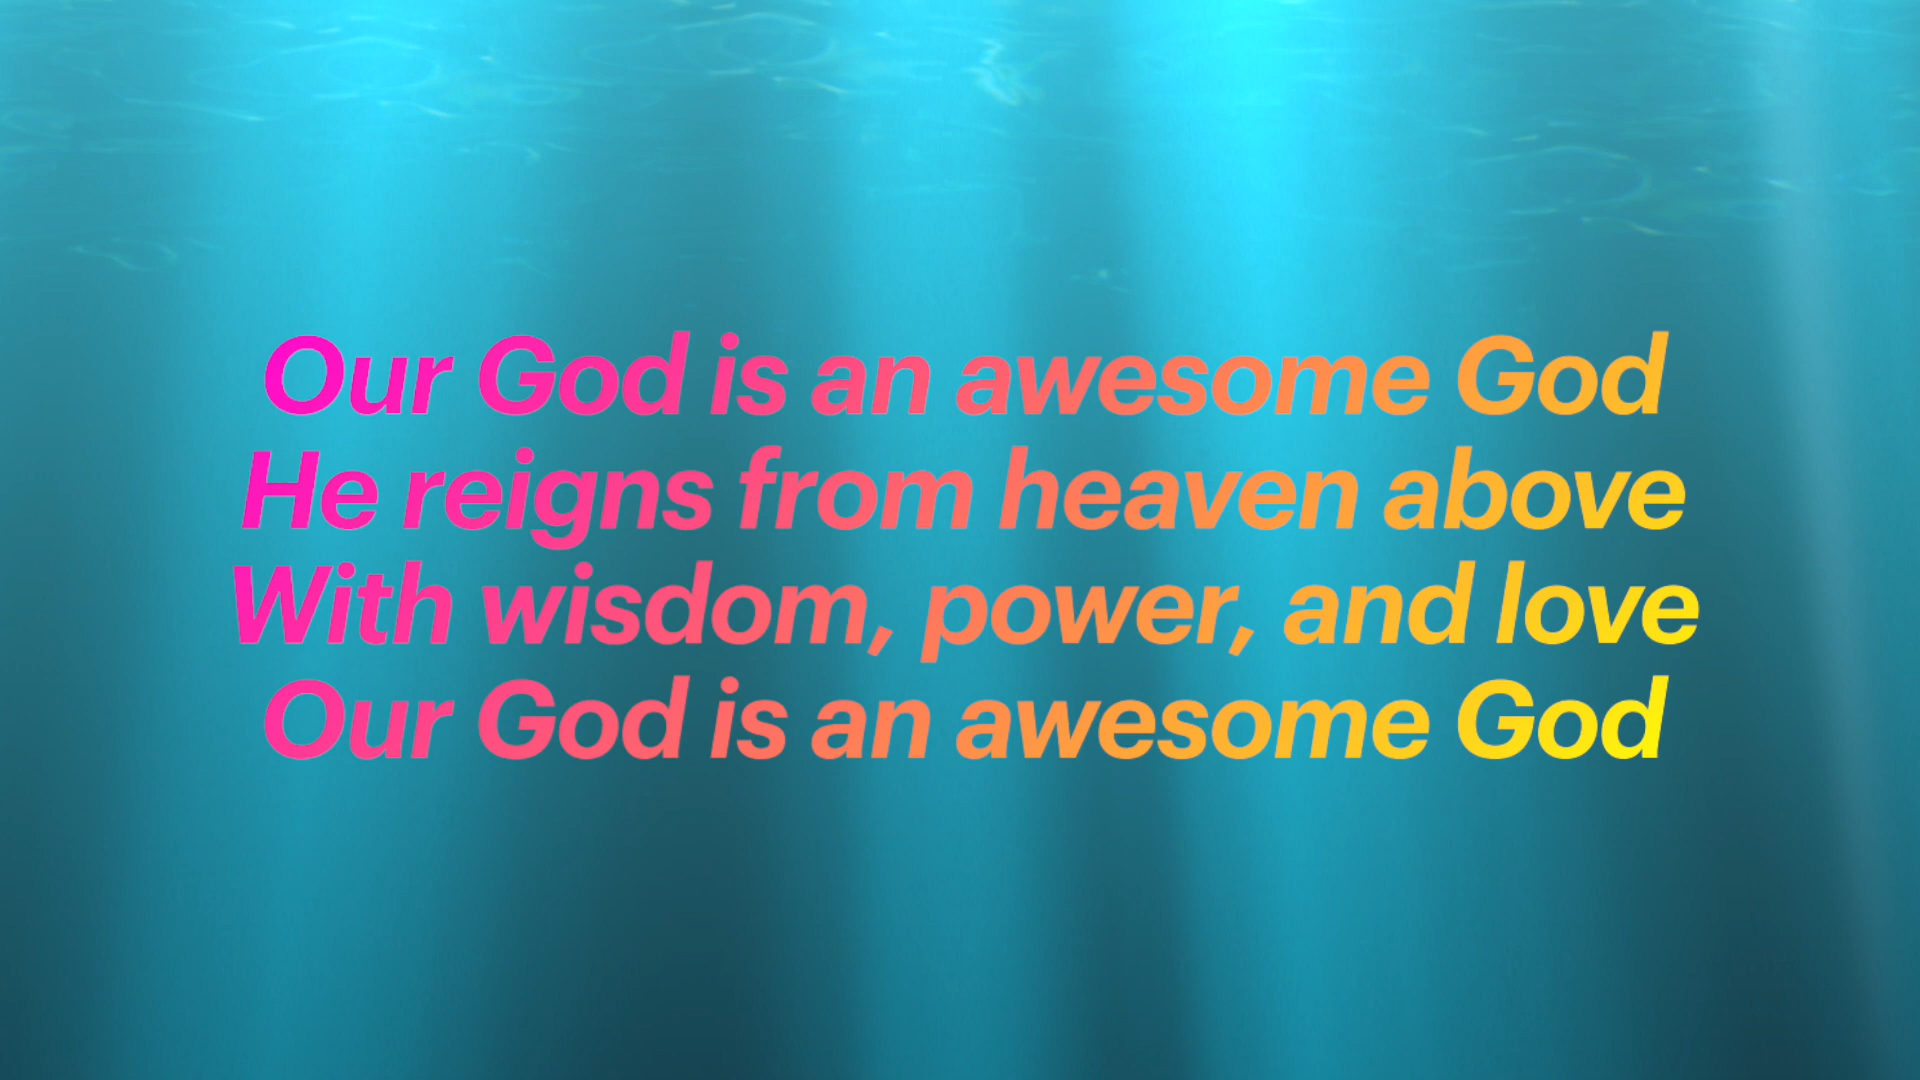 Our God is an awesome God
He reigns from heaven above
With wisdom, power, and love
Our God is an awesome God